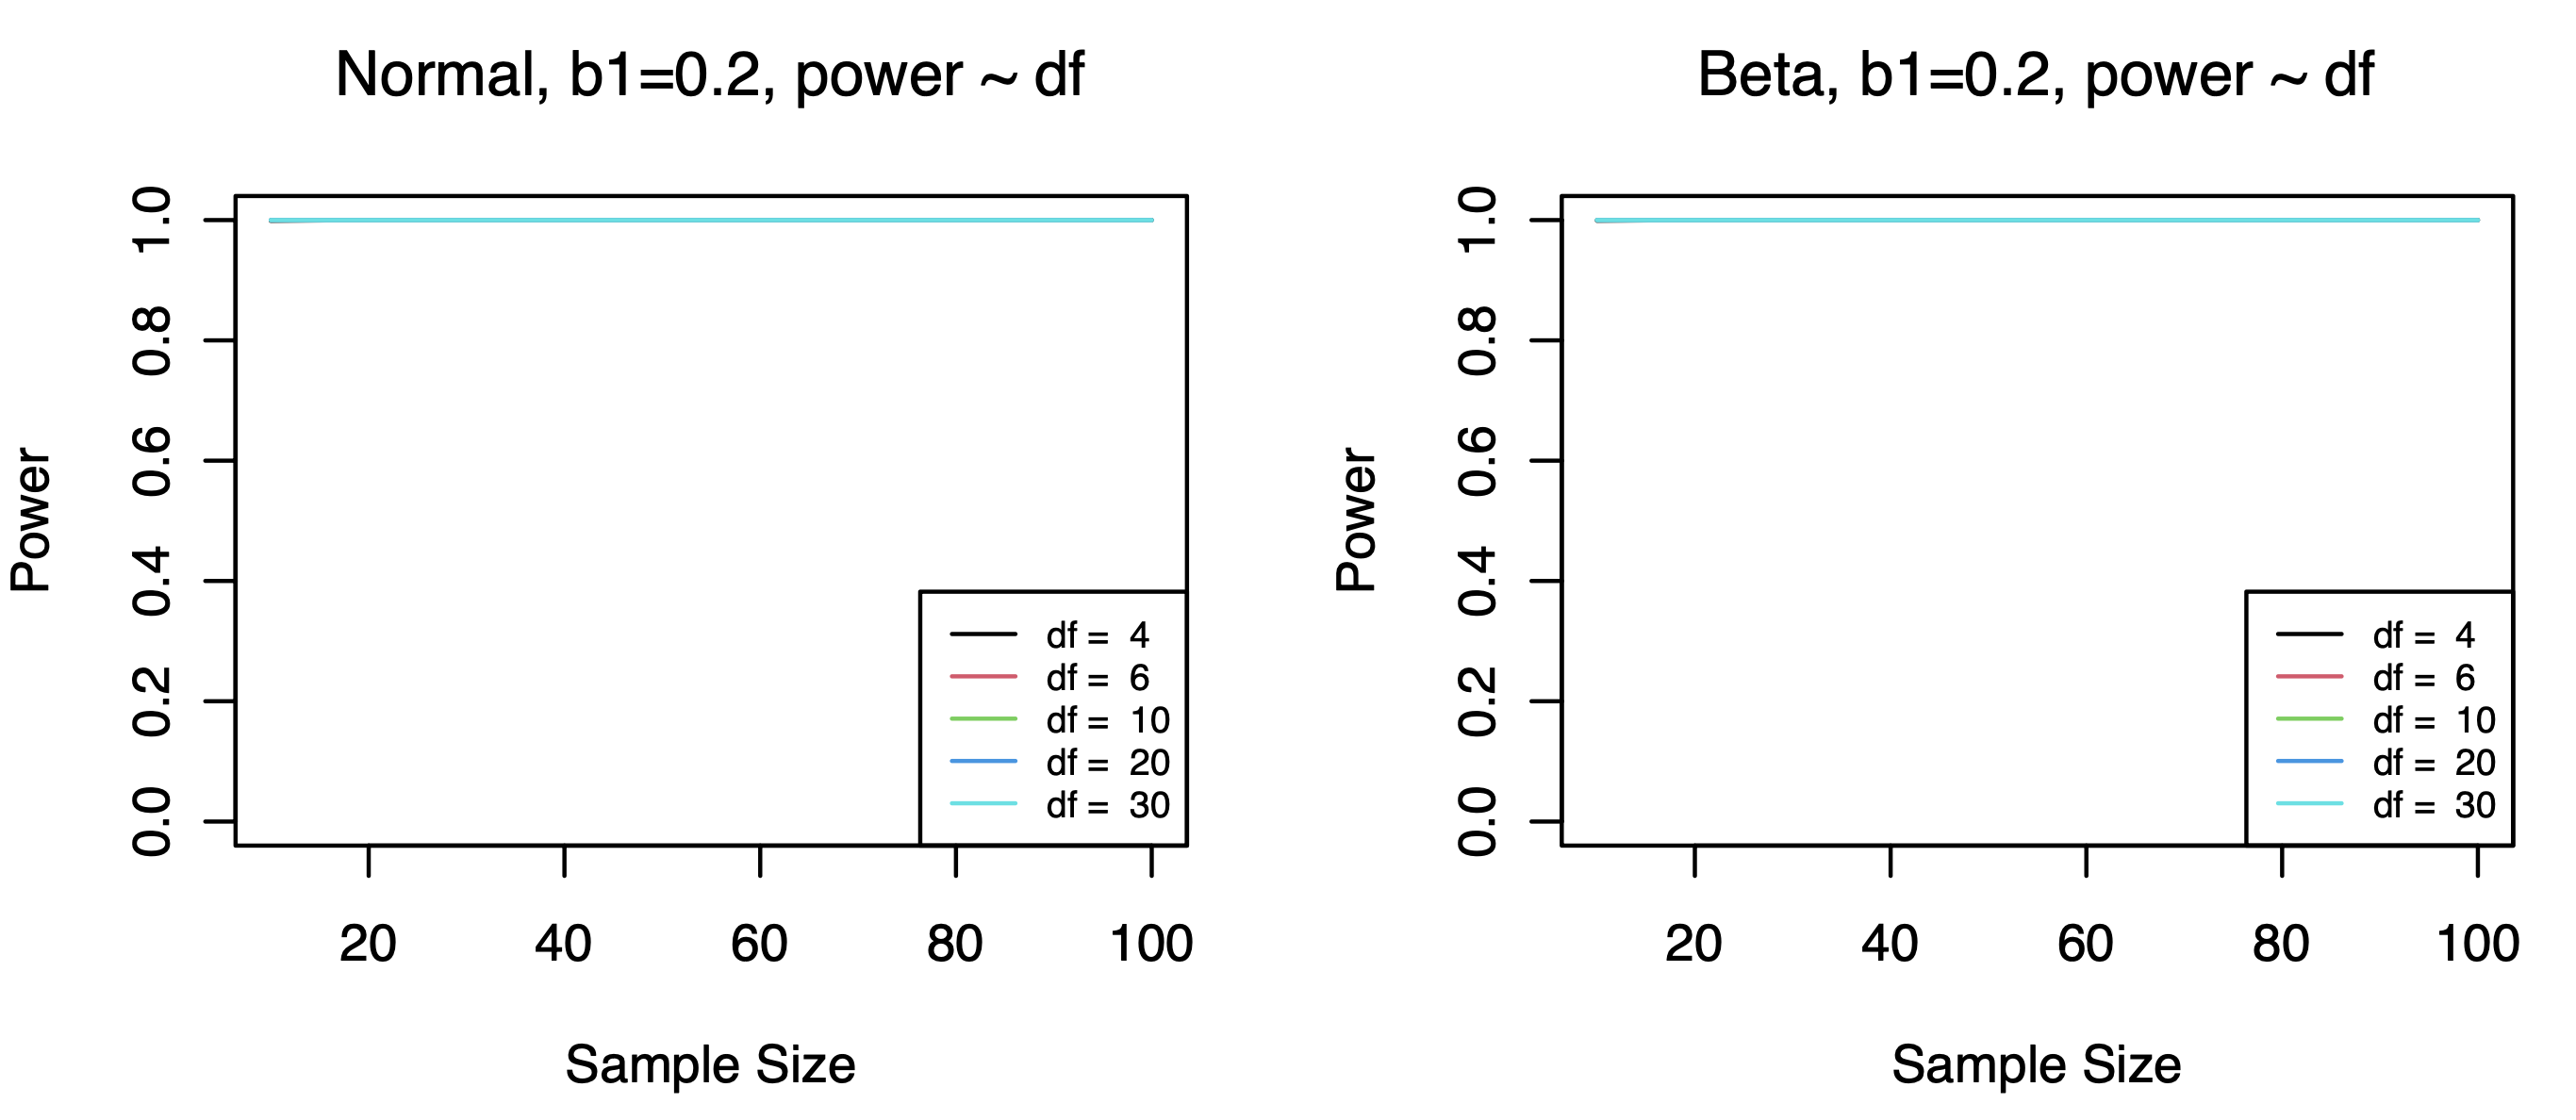 Normal, b1=0.2, power ~ df
Power
1.0
0.8
0.6
0.4
0.2
0.0
df = 4
df = 6
df = 10
df = 20
df = 30
20 40 60 80 100
Sample Size
Beta, b1=0.2, power ~ df
Power
1.0
0.8
0.6
0.4
0.2
0.0
df = 4
df = 6
df = 10
df = 20
df = 30
20 40 60 80 100
Sample Size